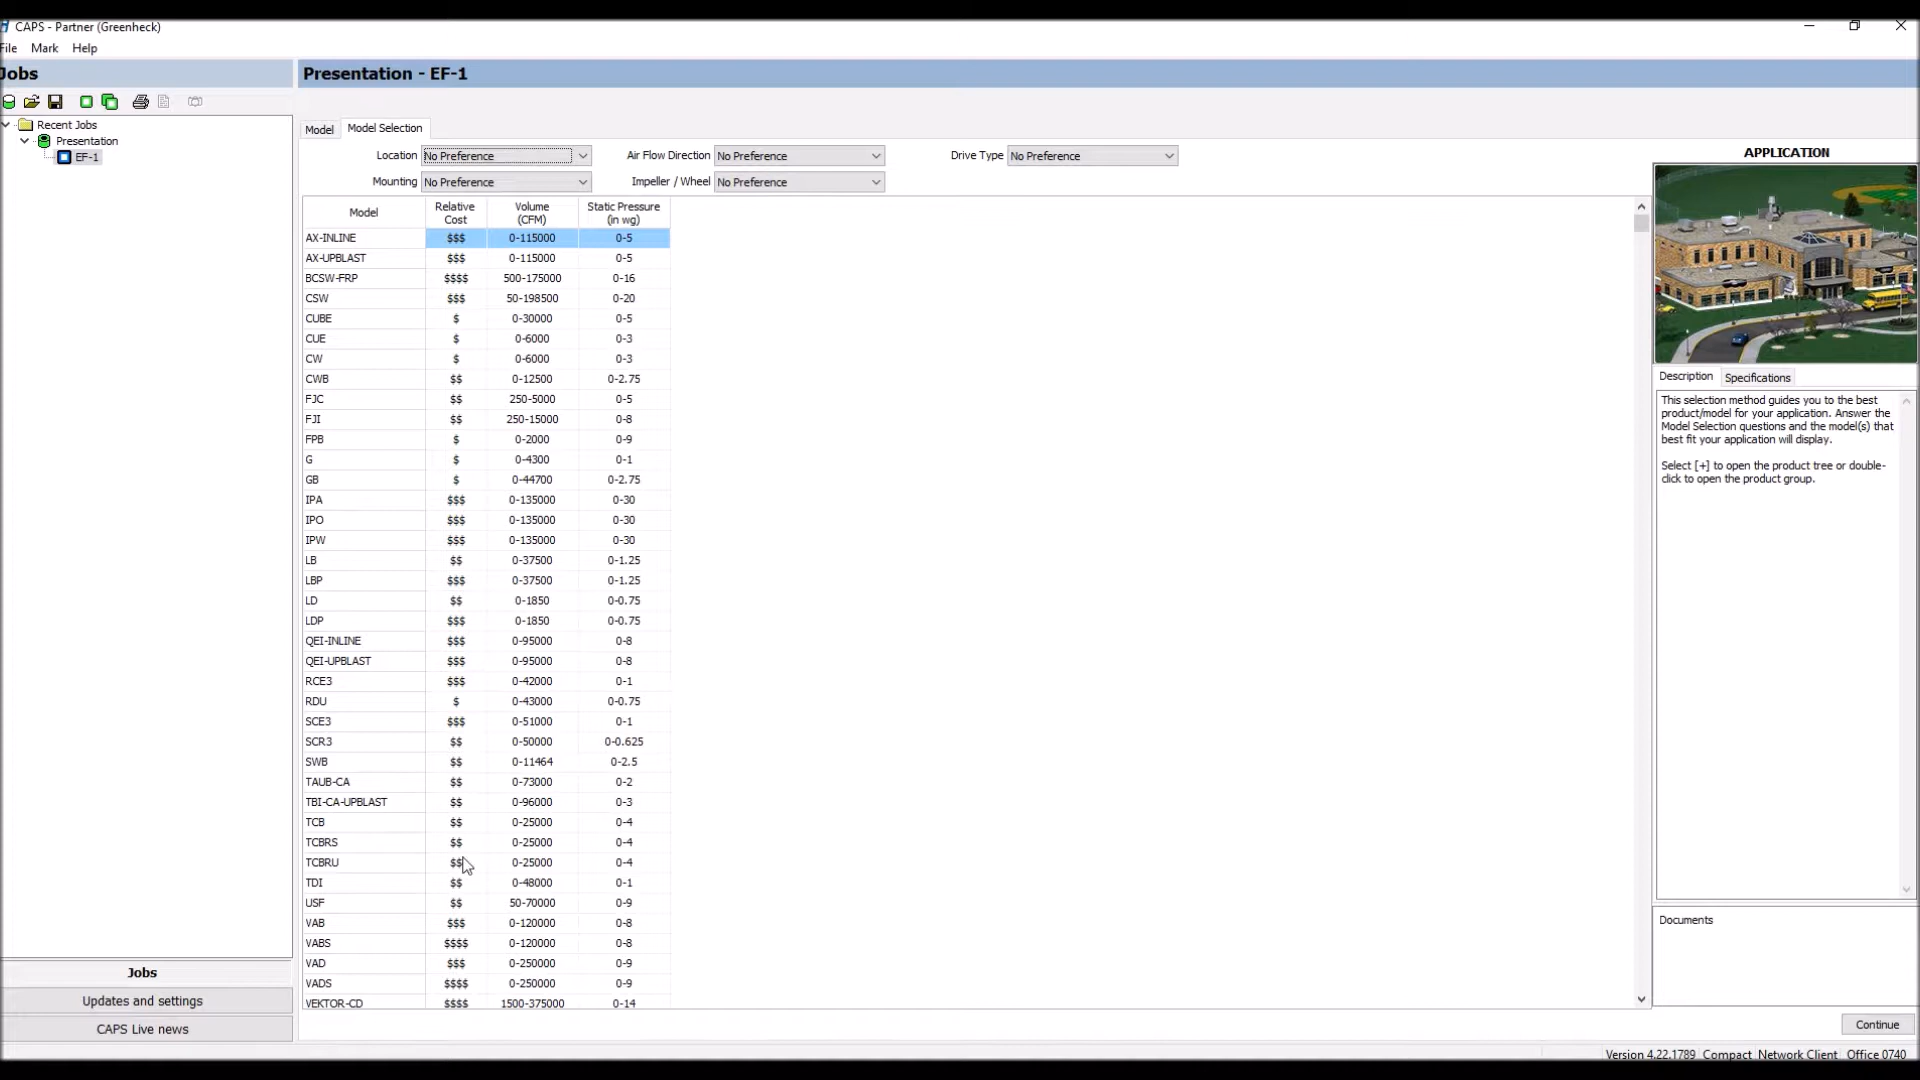 CAPS - Partner (Greenheck)
File Mark Help
Jobs
Presentation - EF-1
Recent Jobs
Presentation
EF-1
Model Model Selection
Location No Preference Air Flow Direction No Preference Drive Type No Preference
Mounting No Preference Impeller / Wheel No Preference
Model Relative Cost Volume (CFM) Static Pressure (in wg)
AX-INLINE $$$ 0-115000 0-5
AX-UPBLAST $$$ 0-115000 0-5
BCSW-FRP $$$$ 500-175000 0-16
CSW $$$ 50-198500 0-20
CUBE $ 0-30000 0-5
CUE $ 0-6000 0-3
CW $ 0-6000 0-3
CWB $$ 0-12500 0-2.75
FJC $$ 250-5000 0-5
FJI $$ 250-15000 0-8
FPB $ 0-2000 0-9
G $ 0-4300 0-1
GB $ 0-44700 0-2.75
IPA $$$ 0-135000 0-30
IPO $$$ 0-135000 0-30
IPW $$$ 0-135000 0-30
LB $$ 0-37500 0-1.25
LBP $$$ 0-37500 0-1.25
LD $$ 0-1850 0-0.75
LDP $$$ 0-1850 0-0.75
QEI-INLINE $$$ 0-95000 0-8
QEI-UPBLAST $$$ 0-95000 0-8
RCE3 $$$ 0-42000 0-1
RDU $ 0-43000 0-0.75
SCE3 $$$ 0-51000 0-1
SCR3 $$ 0-50000 0-0.625
SWB $$ 0-11464 0-2.5
TAUB-CA $$ 0-73000 0-2
TBI-CA-UPBLAST $$ 0-96000 0-3
TCB $$ 0-25000 0-4
TCBRS $$ 0-25000 0-4
TCBRU $$ 0-25000 0-4
TDI $$ 0-48000 0-1
USF $$ 50-70000 0-9
VAB $$$ 0-120000 0-8
VABS $$$$ 0-120000 0-8
VAD $$$ 0-250000 0-9
VADS $$$$ 0-250000 0-9
VEKTOR-CD $$$$ 1500-375000 0-14
APPLICATION
Description Specifications
This selection method guides you to the best
product/model for your application. Answer the
Model Selection questions and the model(s) that
best fit your application will display.
Select [+] to open the product tree or double-
click to open the product group.
Documents
Jobs
Updates and settings
CAPS Live news
Continue
Version 4.22.1789 Compact Network Client Office 0740